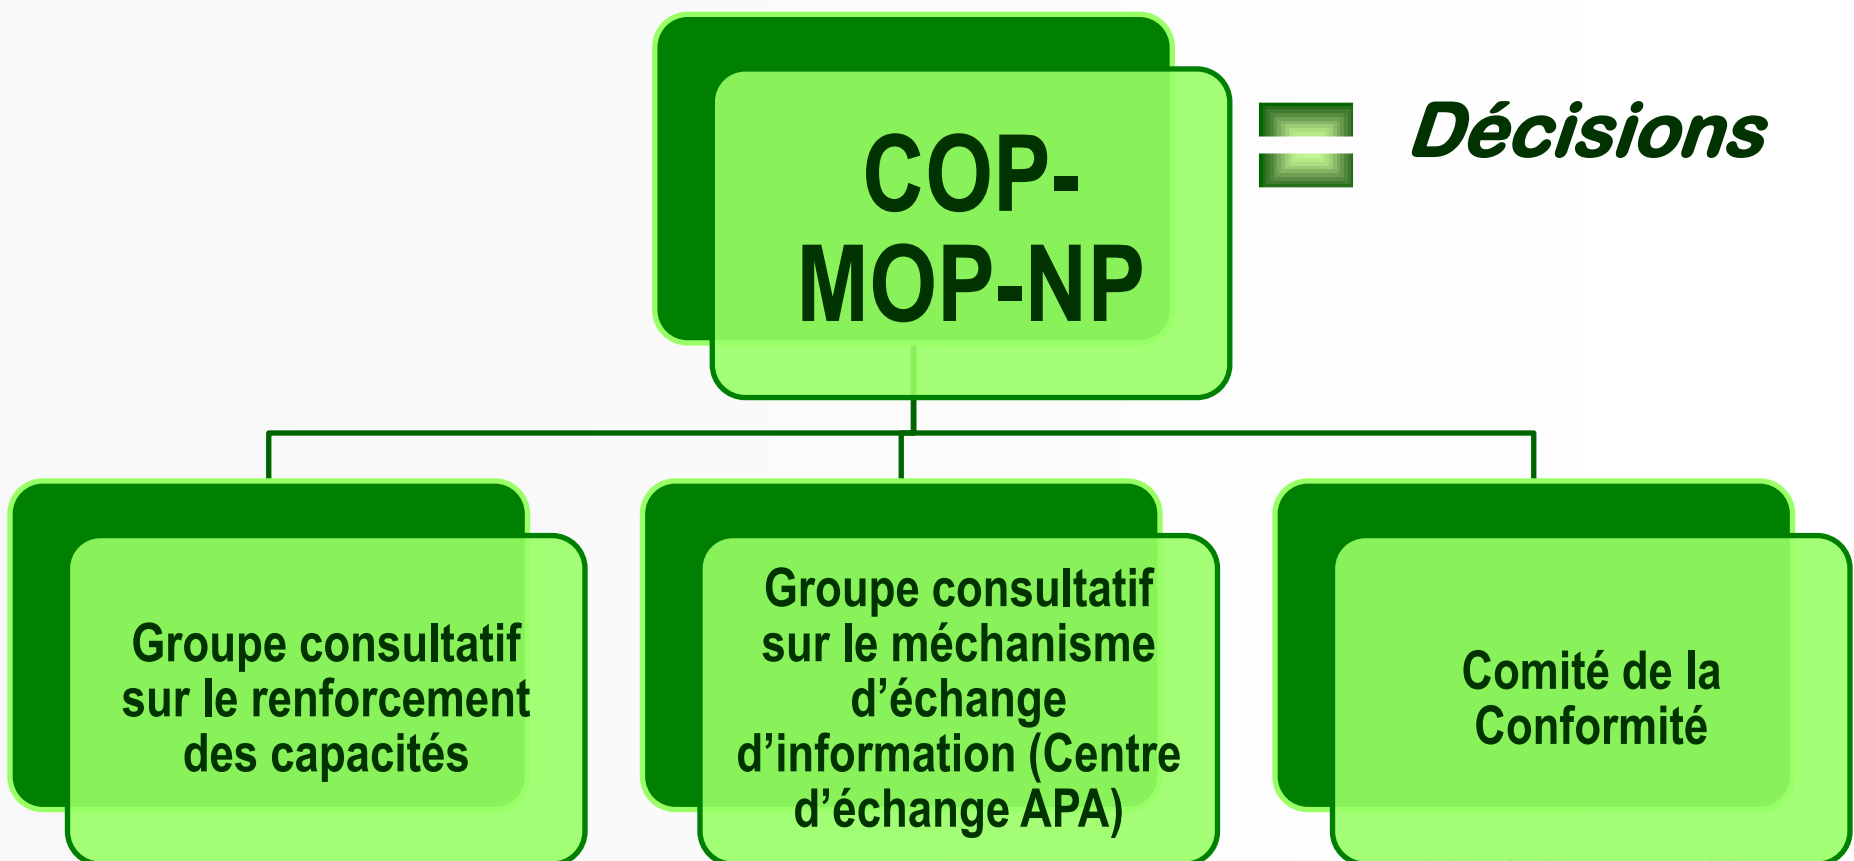 COP-
MOP-NP
Décisions
Groupe consultatif
sur le renforcement
des capacités
Groupe consultatif
sur le méchanisme
d’échange
d’information (Centre
d’échange APA)
Comité de la
Conformité